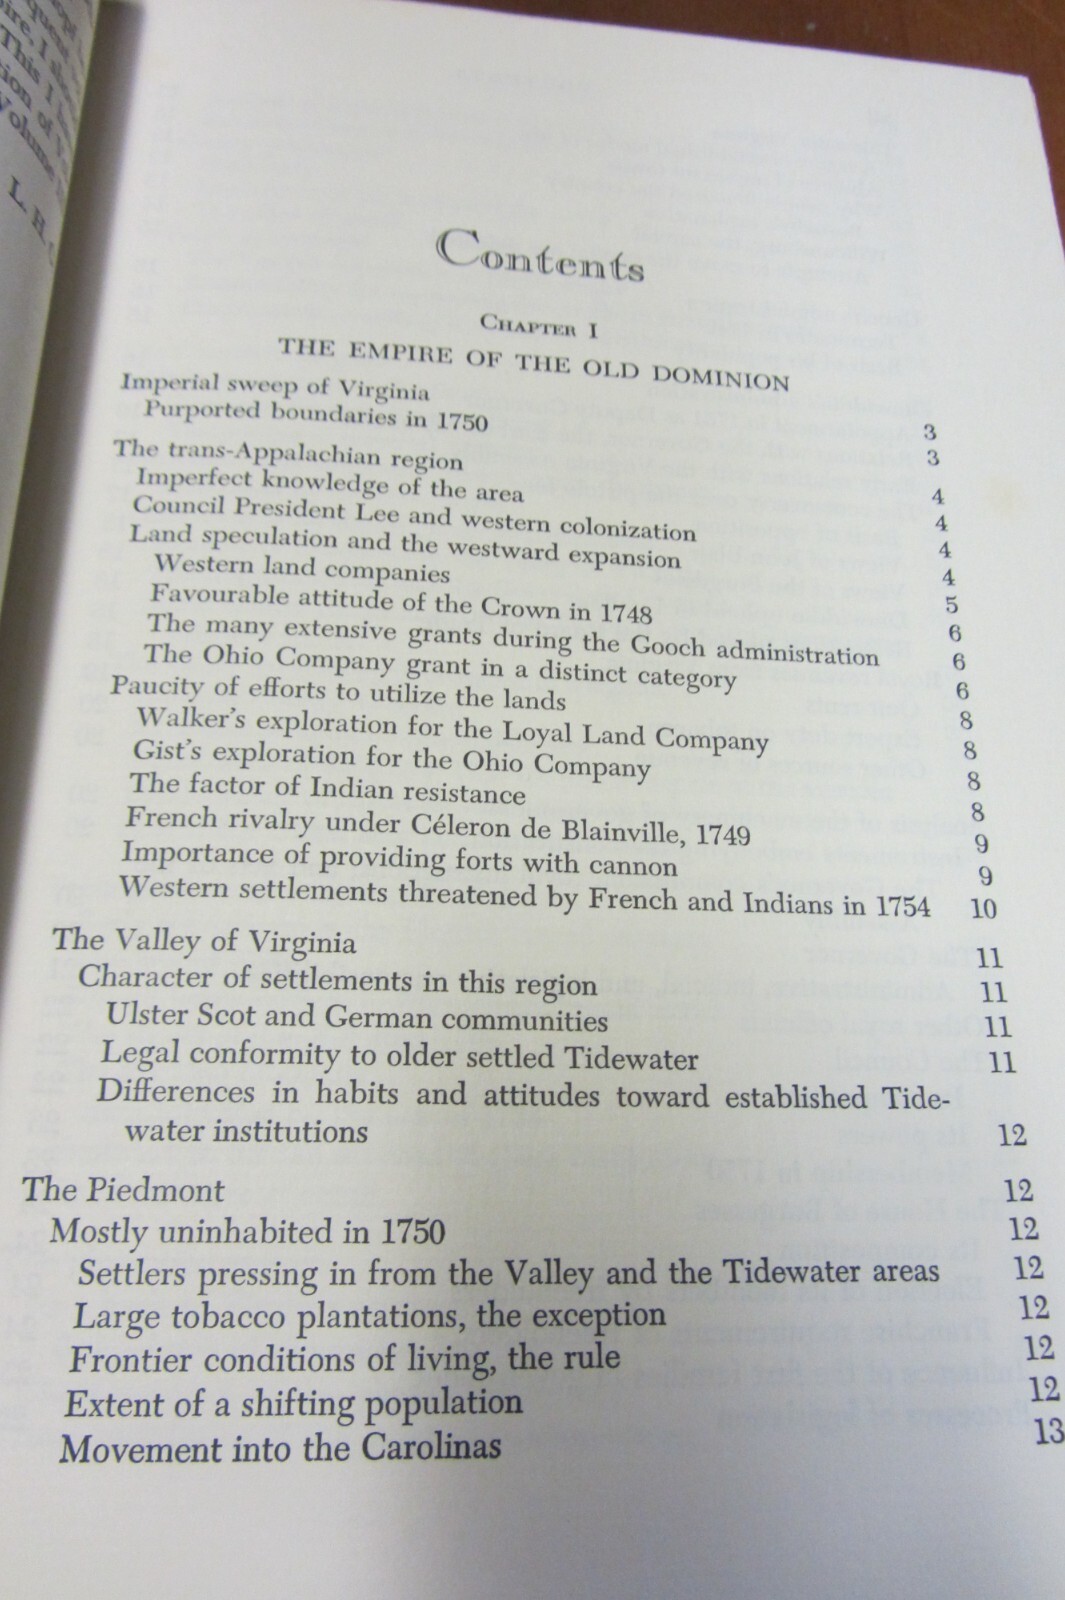 opt
quent
ire, I sho
This I ha
tion of V
Volume
L. H. G
Contents
CHAPTER I
THE EMPIRE OF THE OLD DOMINION
Imperial sweep of Virginia 3
Purported boundaries in 1750 3
The trans-Appalachian region 4
Imperfect knowledge of the area 4
Council President Lee and western colonization 4
Land speculation and the westward expansion 4
Western land companies 5
Favourable attitude of the Crown in 1748 6
The many extensive grants during the Gooch administration 6
The Ohio Company grant in a distinct category 6
Paucity of efforts to utilize the lands 8
Walker's exploration for the Loyal Land Company 8
Gist's exploration for the Ohio Company 8
The factor of Indian resistance 8
French rivalry under Céleron de Blainville, 1749 9
Importance of providing forts with cannon 9
Western settlements threatened by French and Indians in 1754 10
The Valley of Virginia 11
Character of settlements in this region 11
Ulster Scot and German communities 11
Legal conformity to older settled Tidewater 11
Differences in habits and attitudes toward established Tide-
water institutions 12
The Piedmont 12
Mostly uninhabited in 1750 12
Settlers pressing in from the Valley and the Tidewater areas 12
Large tobacco plantations, the exception 12
Frontier conditions of living, the rule 12
Extent of a shifting population 12
Movement into the Carolinas 13